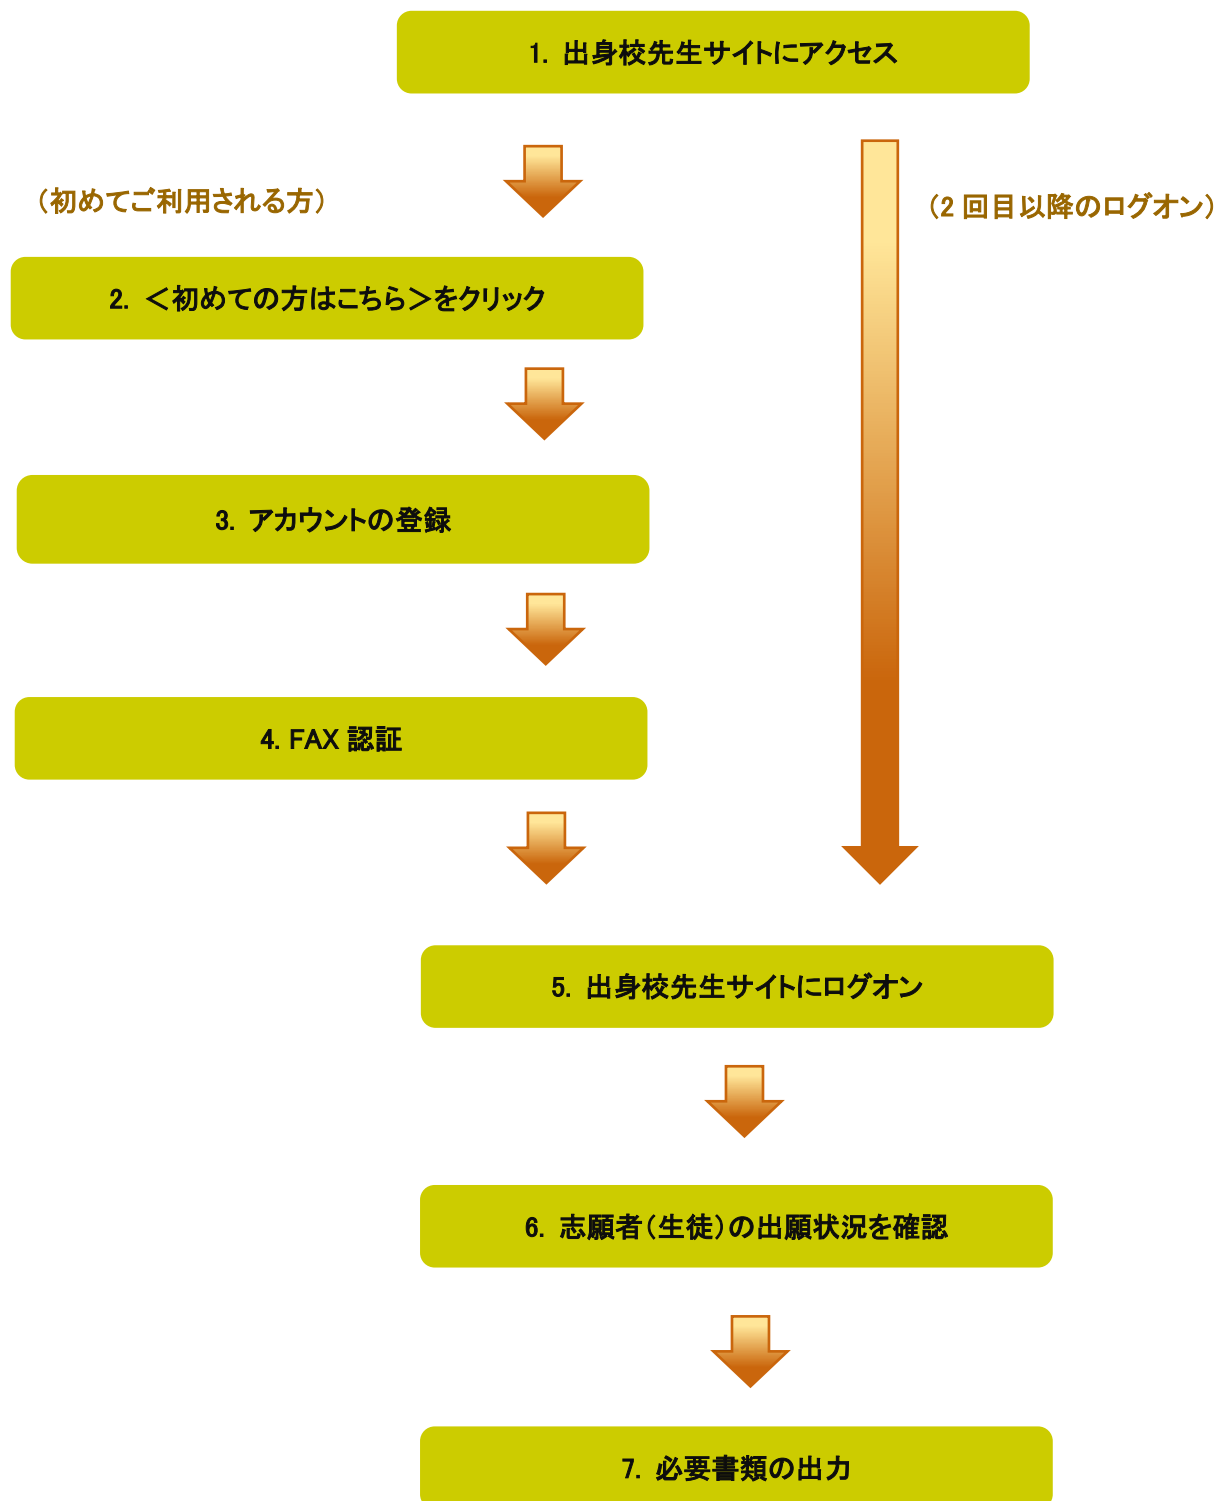 1. 出身校先生サイトにアクセス
（初めてご利用される方）
（2 回目以降のログオン）
2. ＜初めての方はこちら＞をクリック
3. アカウントの登録
4. FAX 認証
5. 出身校先生サイトにログオン
6. 志願者（生徒）の出願状況を確認
7. 必要書類の出力